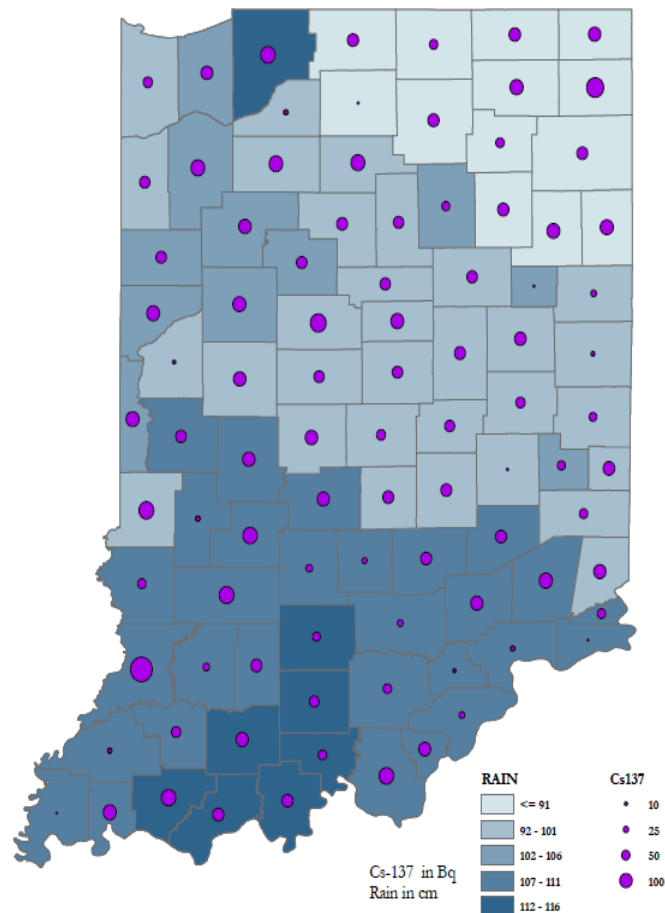 RAIN
<= 91
92 - 101
102 - 106
107 - 111
112 - 116
Cs137
10
25
50
100
Cs-137 in Bq
Rain in cm